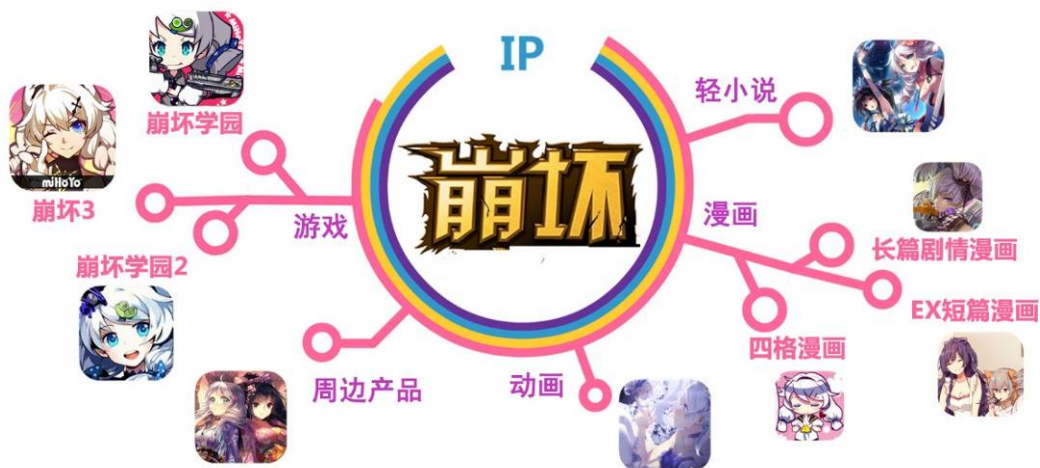 IP
崩坏
轻小说
崩坏学园
miHoYo
崩坏3
游戏
漫画
长篇剧情漫画
崩坏学园2
EX短篇漫画
四格漫画
周边产品
动画